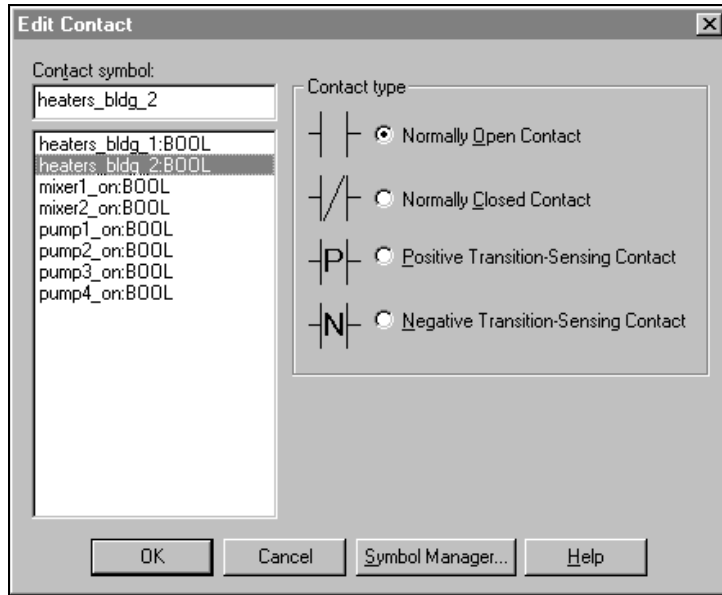 Edit Contact
Contact symbol:
heaters_bldg_2
heaters_bldg_1:BOOL
heaters_bldg_2:BOOL
mixer1_on:BOOL
mixer2_on:BOOL
pump1_on:BOOL
pump2_on:BOOL
pump3_on:BOOL
pump4_on:BOOL
Contact type
Normally Open Contact
Normally Closed Contact
P Positive Transition-Sensing Contact
N Negative Transition-Sensing Contact
OK Cancel Symbol Manager... Help